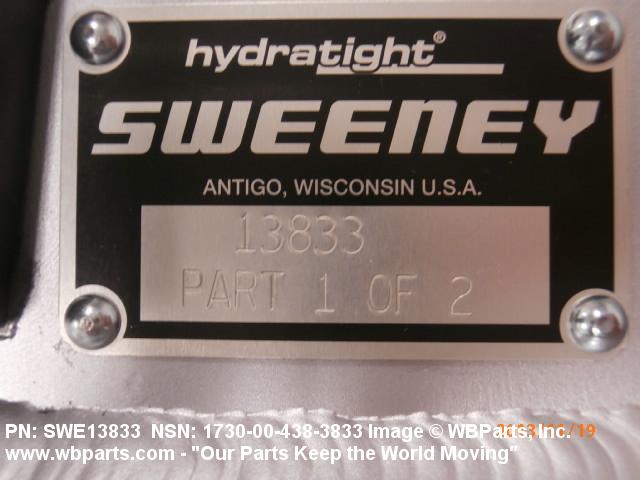 hydratight®
SWEENEY
ANTIGO, WISCONSIN U.S.A.
13833
PART 1 OF 2
PN: SWE13833 NSN: 1730-00-438-3833 Image © WBParts, Inc.
www.wbparts.com - "Our Parts Keep the World Moving"